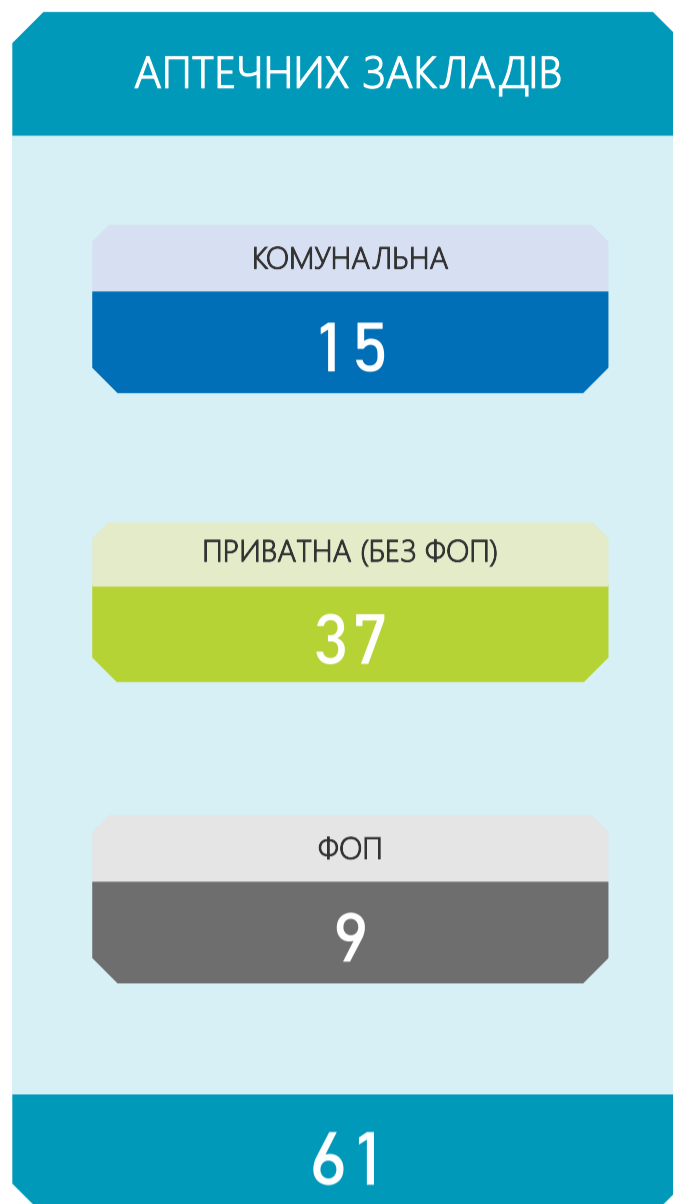 АПТЕЧНИХ ЗАКЛАДІВ
КОМУНАЛЬНА
15
ПРИВАТНА (БЕЗ ФОП)
37
ФОП
9
61